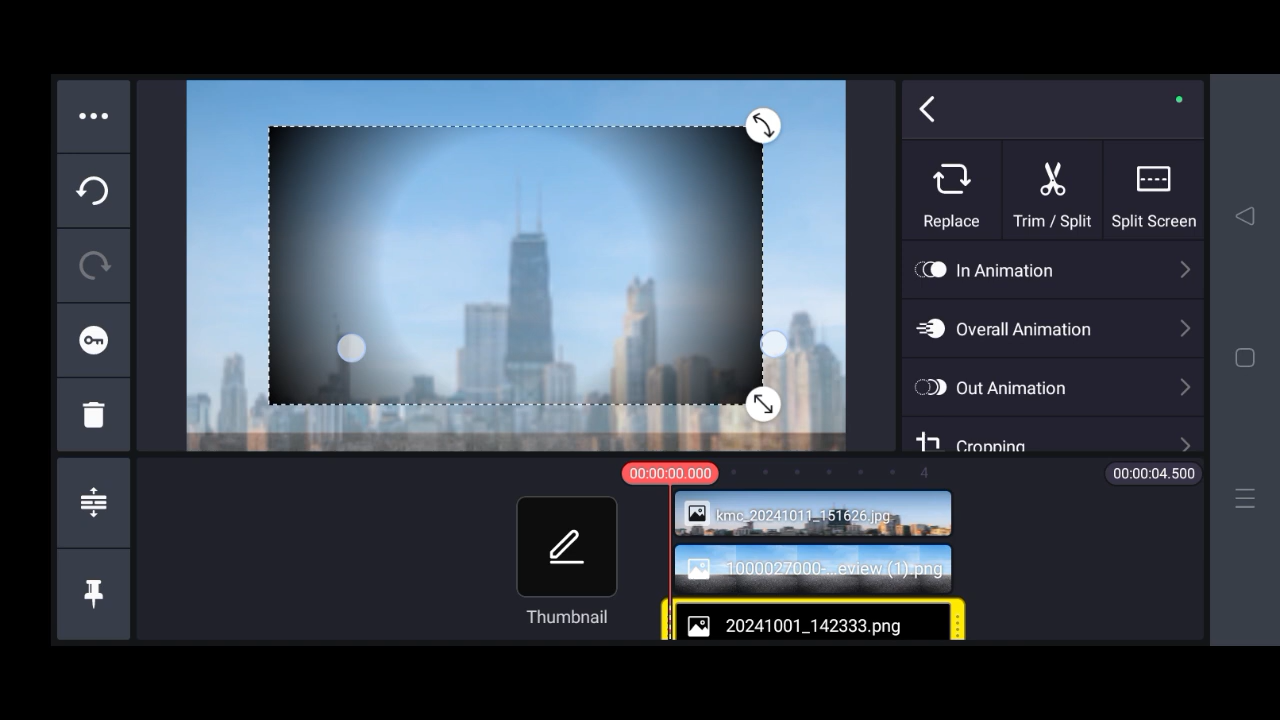 Replace
Trim / Split
Split Screen
In Animation
Overall Animation
Out Animation
Cropping
00:00:00.000
4
00:00:04.500
kmc_20241011_151626.jpg
1000027000-...eview (1).png
20241001_142333.png
Thumbnail